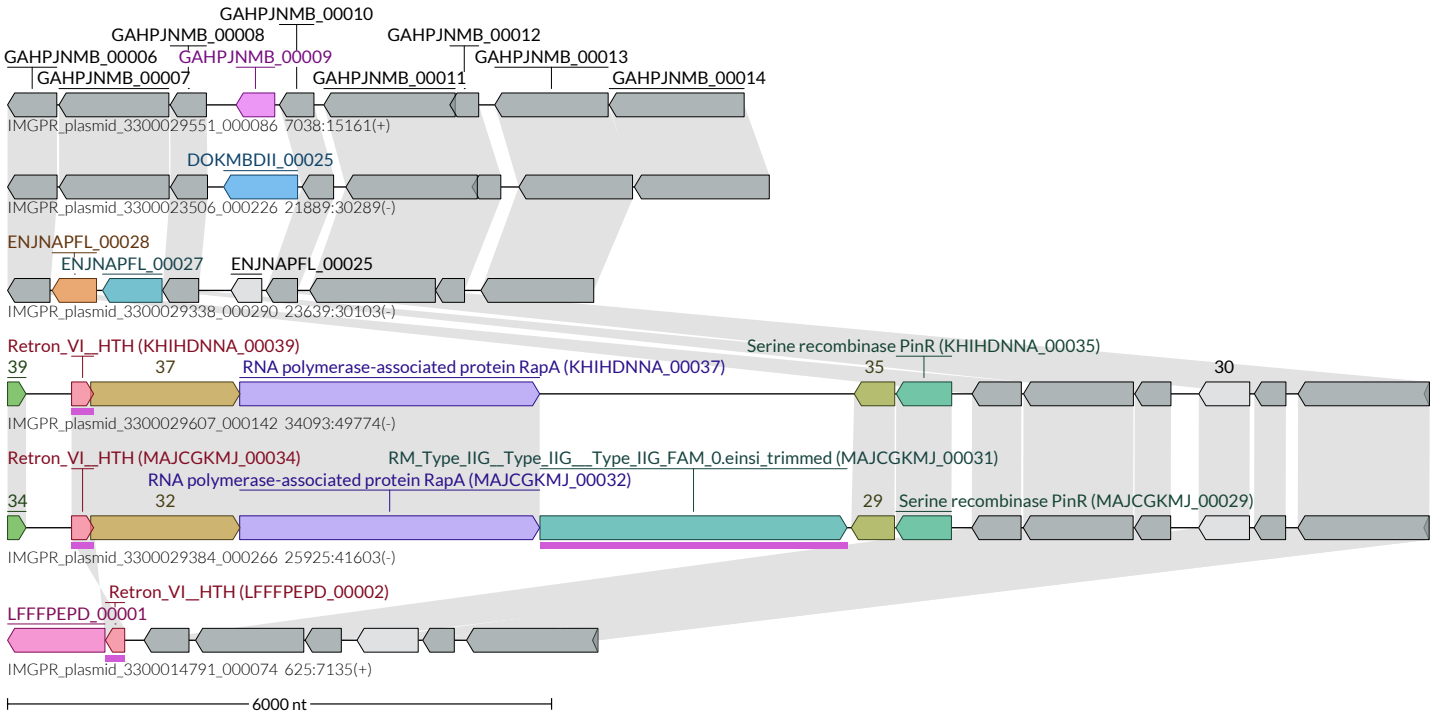 GAHPJNMB_00010
GAHPJNMB_00008 GAHPJNMB_00012
GAHPJNMB_00006 GAHPJNMB_00009 GAHPJNMB_00013
GAHPJNMB_00007 GAHPJNMB_00011 GAHPJNMB_00014
IMGPR_plasmid_3300029551_000086 7038:15161(+)
DOKMBDII_00025
IMGPR_plasmid_3300023506_000226 21889:30289(-)
ENJNAPFL_00028
ENJNAPFL_00027 ENJNAPFL_00025
IMGPR_plasmid_3300029338_000290 23639:30103(-)
Retron_VI__HTH (KHIHDNNA_00039) Serine recombinase PinR (KHIHDNNA_00035)
39 37 RNA polymerase-associated protein RapA (KHIHDNNA_00037) 35 30
IMGPR_plasmid_3300029607_000142 34093:49774(-)
Retron_VI__HTH (MAJCGKMJ_00034) RM_Type_IIG__Type_IIG___Type_IIG_FAM_0.einsi_trimmed (MAJCGKMJ_00031)
RNA polymerase-associated protein RapA (MAJCGKMJ_00032)
34 32 29 Serine recombinase PinR (MAJCGKMJ_00029)
IMGPR_plasmid_3300029384_000266 25925:41603(-)
Retron_VI__HTH (LFFFPEPD_00002)
LFFFPEPD_00001
IMGPR_plasmid_3300014791_000074 625:7135(+)
6000 nt